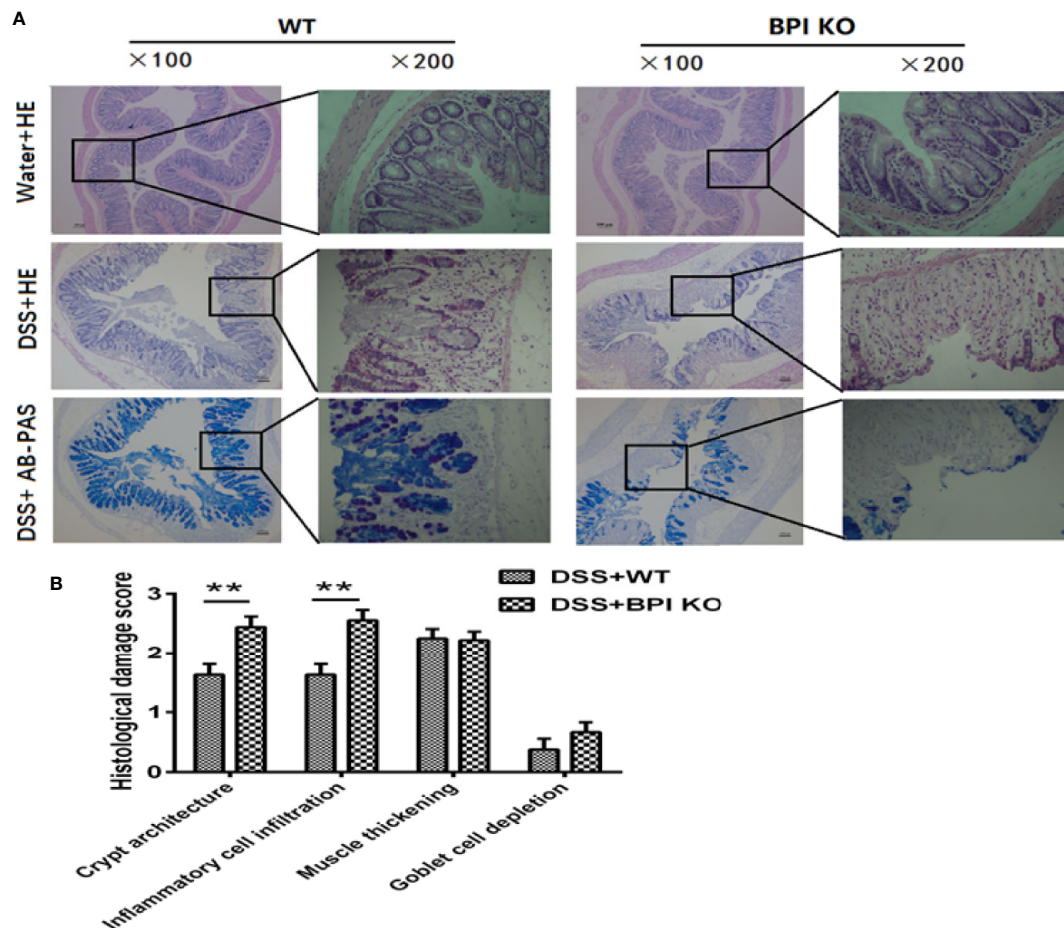 A
WT
BPI KO
×100
×200
×100
×200
Water+HE
DSS+HE
DSS+ AB-PAS
B
DSS+WT
DSS+BPI KO
Histological damage score
3
2
1
0
**
**
Crypt architecture
Inflammatory cell infiltration
Muscle thickening
Goblet cell depletion